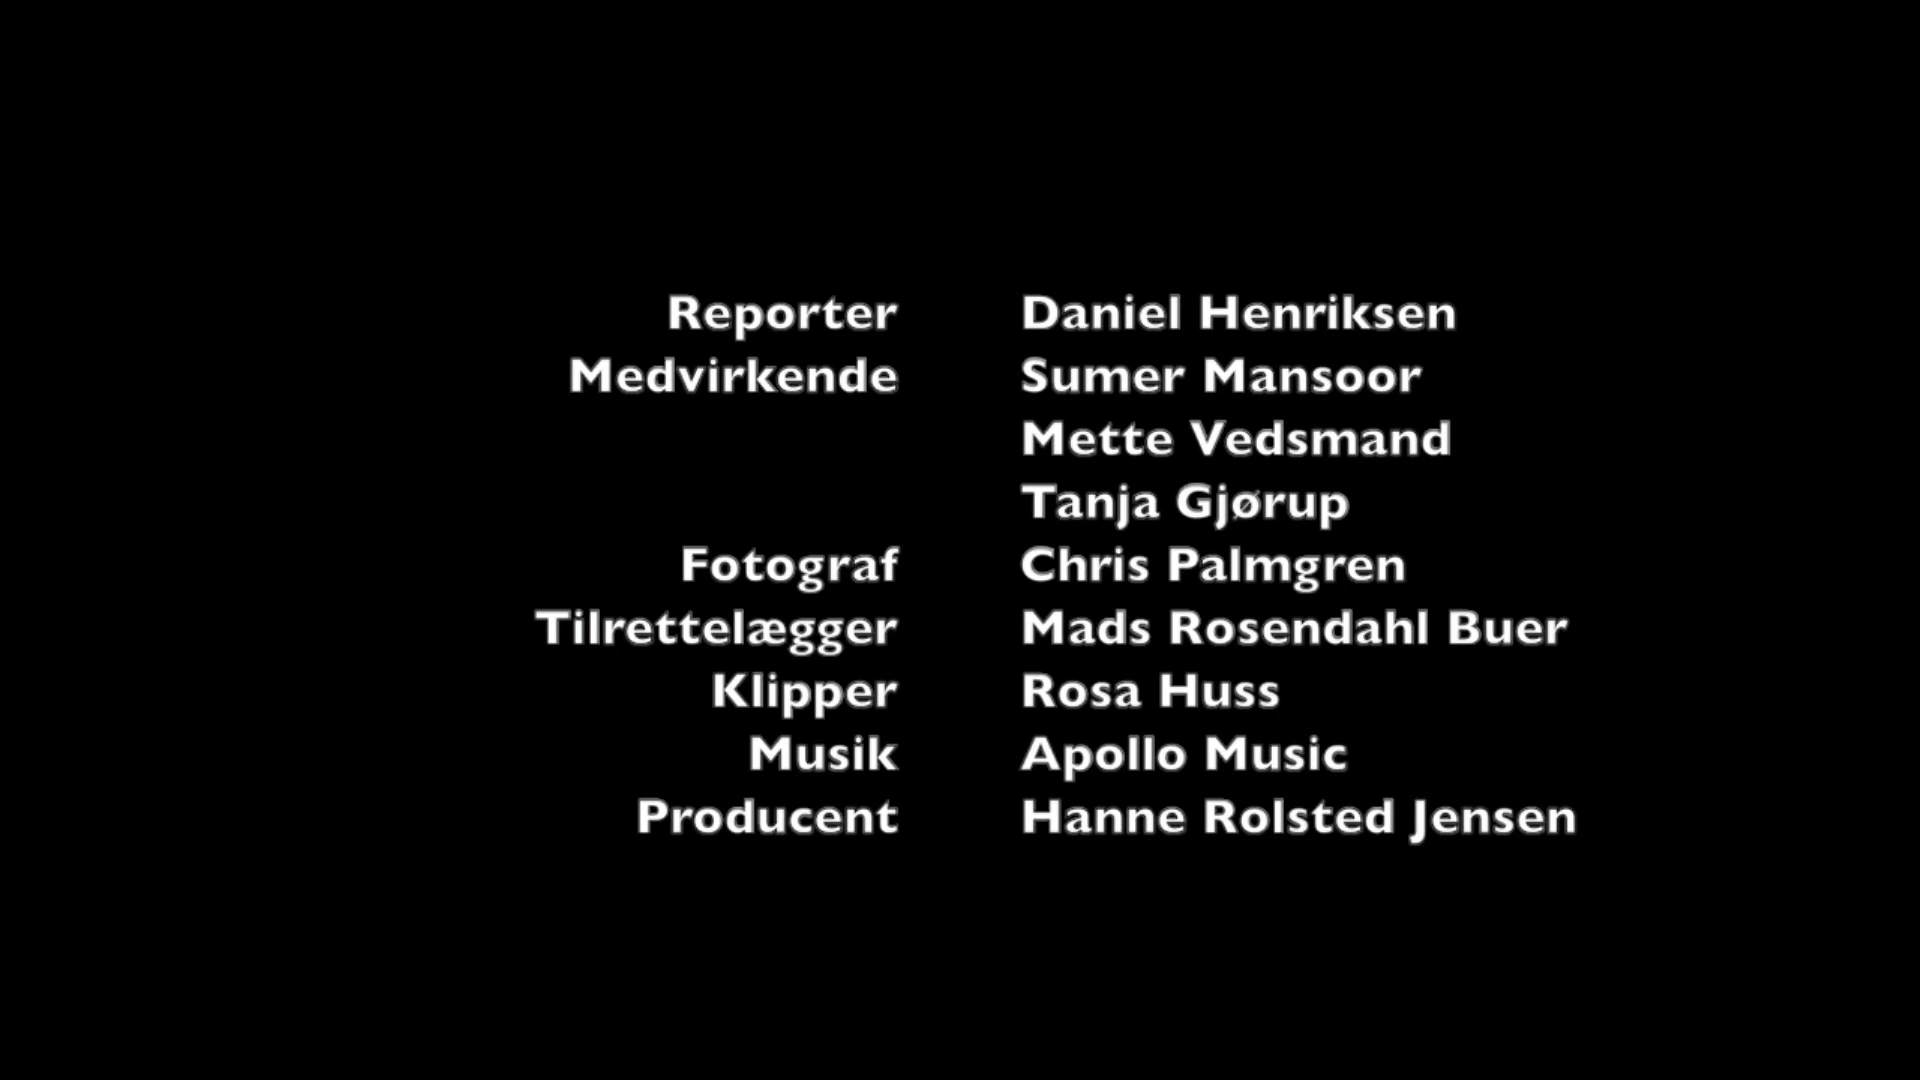 Reporter Daniel Henriksen
Medvirkende Sumer Mansoor
Mette Vedsmand
Tanja Gjørup
Fotograf Chris Palmgren
Tilrettelægger Mads Rosendahl Buer
Klipper Rosa Huss
Musik Apollo Music
Producent Hanne Rolsted Jensen